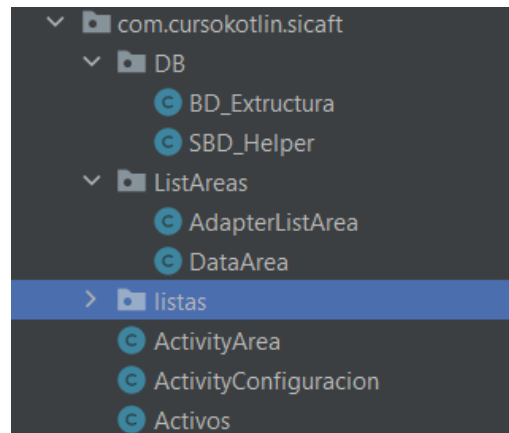 com.cursokotlin.sicaft
DB
C BD_Extructura
C SBD_Helper
ListAreas
C AdapterListArea
C DataArea
listas
C ActivityArea
C ActivityConfiguracion
C Activos